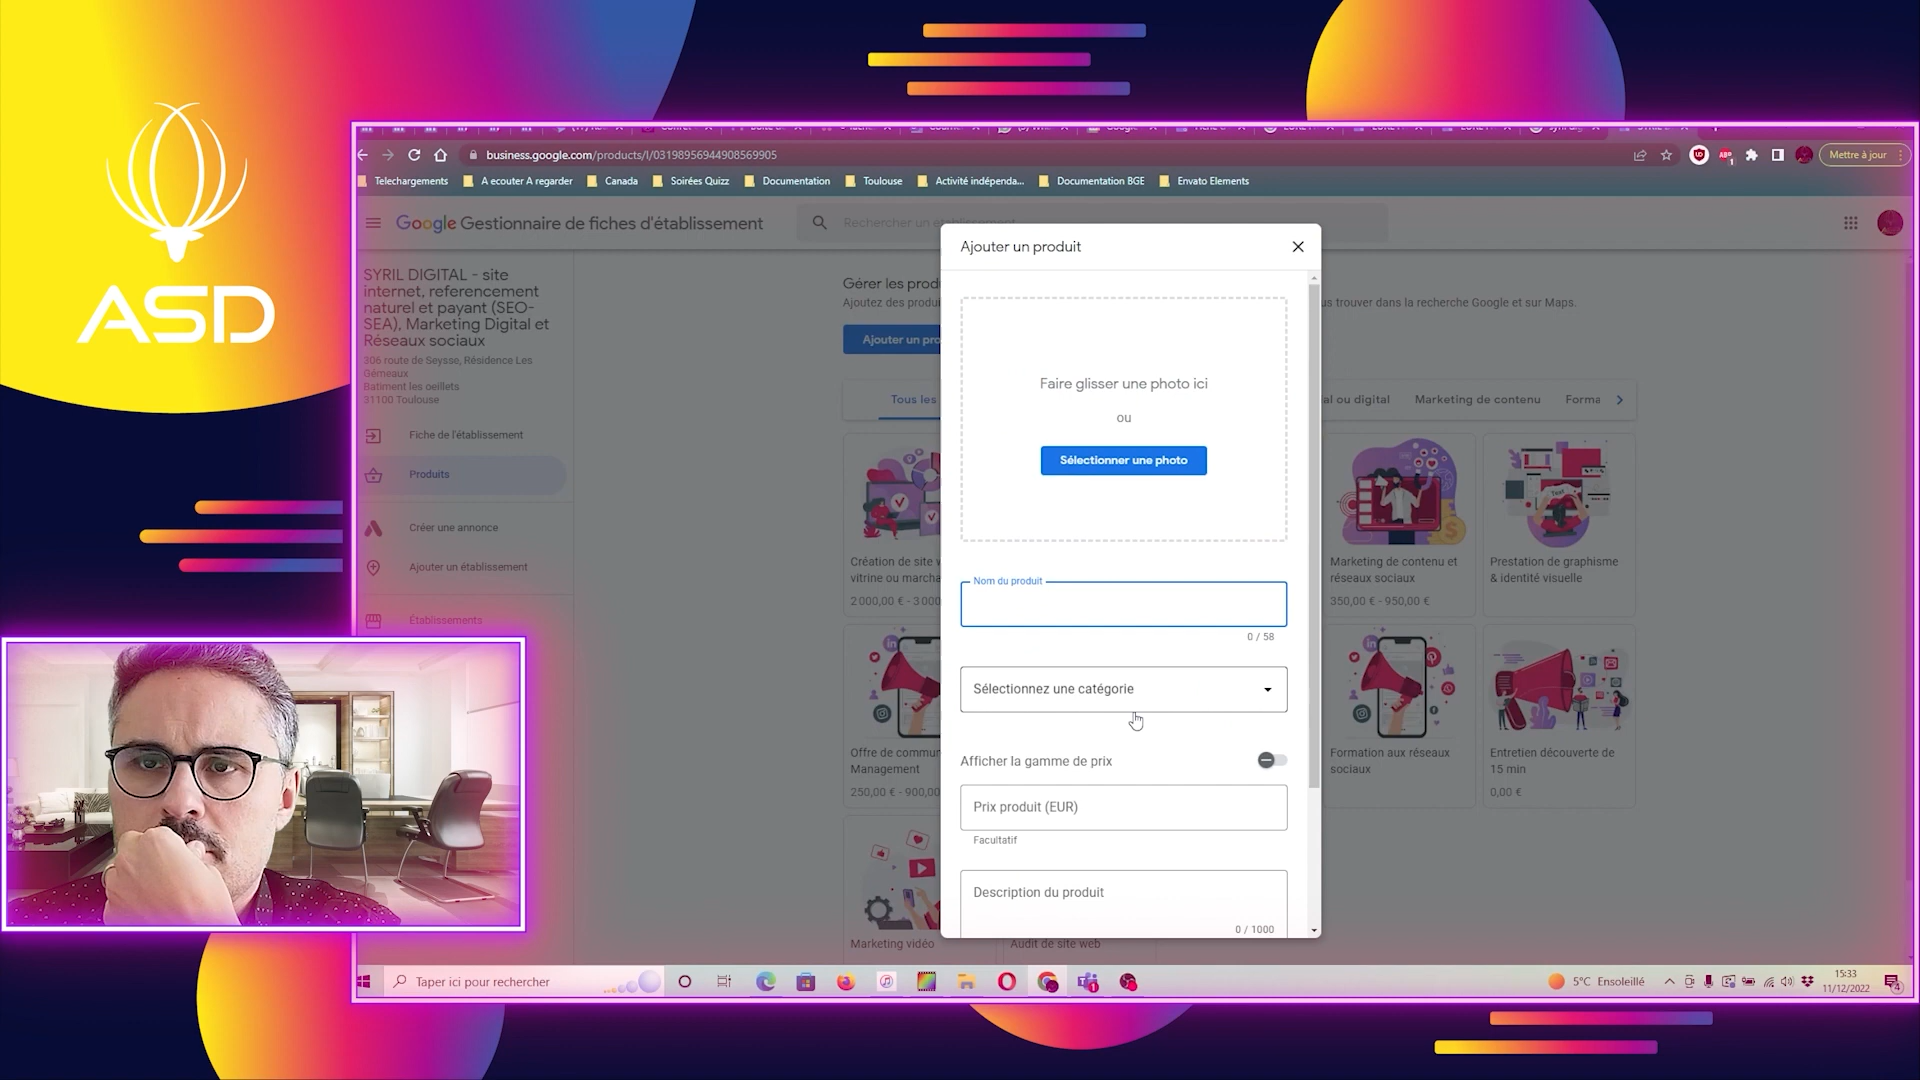 ASD
business.google.com/products/l/03198956944908569905
Mettre à jour
Telechargements
A ecouter A regarder
Canada
Soirées Quizz
Documentation
Toulouse
Activité indépenda...
Documentation BGE
Envato Elements
Google Gestionnaire de fiches d'établissement
Rechercher un établissement
SYRIL DIGITAL - site
internet, referencement
naturel et payant (SEO-
SEA), Marketing Digital et
Réseaux sociaux
306 route de Seysse, Résidence Les
Gémeaux
Batiment les oeillets
31100 Toulouse
Fiche de l'établissement
Produits
Créer une annonce
Ajouter un établissement
Établissements
Gérer les prod
Ajoutez des produi
us trouver dans la recherche Google et sur Maps.
Ajouter un pro
Tous les
al ou digital
Marketing de contenu
Forma
Création de site v
vitrine ou marcha
2 000,00 € - 3 000
Marketing de contenu et
réseaux sociaux
350,00 € - 950,00 €
Text
Prestation de graphisme
& identité visuelle
Offre de commun
Management
250,00 € - 900,00
Formation aux réseaux
sociaux
Entretien découverte de
15 min
0,00 €
Marketing vidéo
Audit de site web
Ajouter un produit
Faire glisser une photo ici
ou
Sélectionner une photo
Nom du produit
0 / 58
Sélectionnez une catégorie
Afficher la gamme de prix
Prix produit (EUR)
Facultatif
Description du produit
0 / 1000
Taper ici pour rechercher
5°C Ensoleillé
15:33
11/12/2022
4